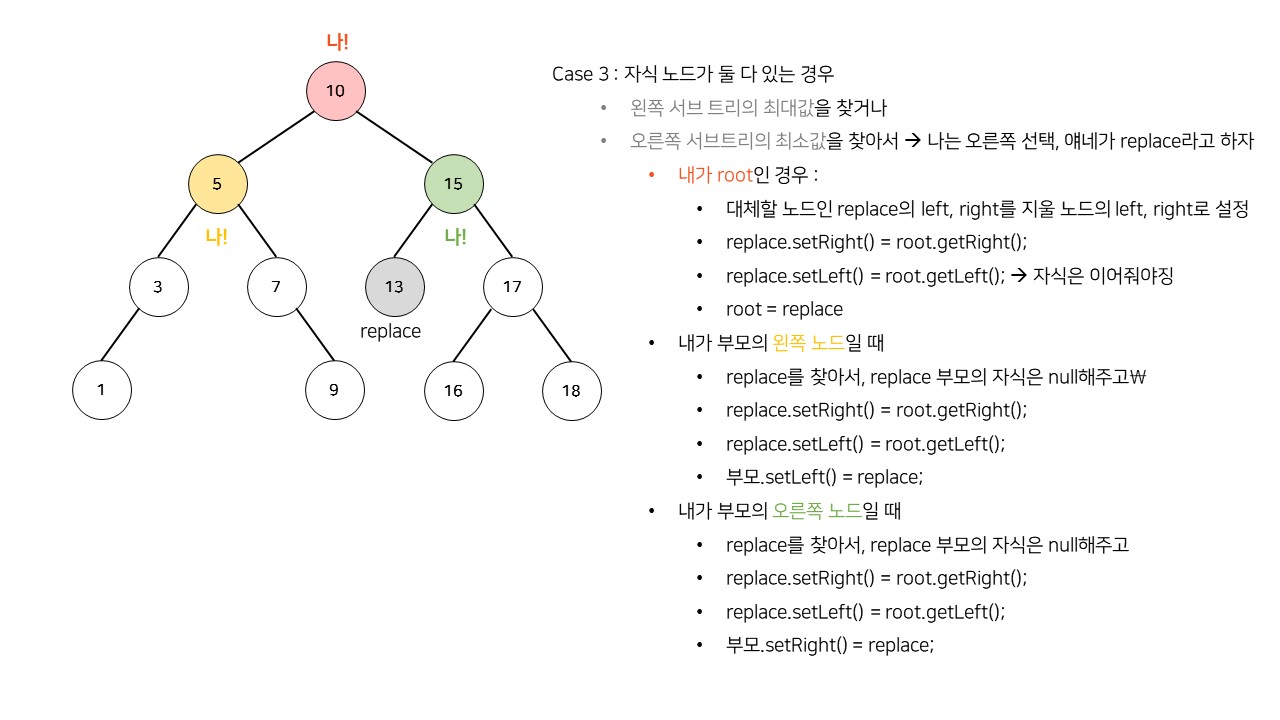 나!
10
5
15
나!
나!
3
7
13
17
replace
1
9
16
18
Case 3 : 자식 노드가 둘 다 있는 경우
• 왼쪽 서브 트리의 최대값을 찾거나
• 오른쪽 서브트리의 최소값을 찾아서 → 나는 오른쪽 선택, 얘네가 replace라고 하자
• 내가 root인 경우 :
• 대체할 노드인 replace의 left, right를 지울 노드의 left, right로 설정
• replace.setRight() = root.getRight();
• replace.setLeft() = root.getLeft(); → 자식은 이어줘야징
• root = replace
• 내가 부모의 왼쪽 노드일 때
• replace를 찾아서, replace 부모의 자식은 null해주고₩
• replace.setRight() = root.getRight();
• replace.setLeft() = root.getLeft();
• 부모.setLeft() = replace;
• 내가 부모의 오른쪽 노드일 때
• replace를 찾아서, replace 부모의 자식은 null해주고
• replace.setRight() = root.getRight();
• replace.setLeft() = root.getLeft();
• 부모.setRight() = replace;